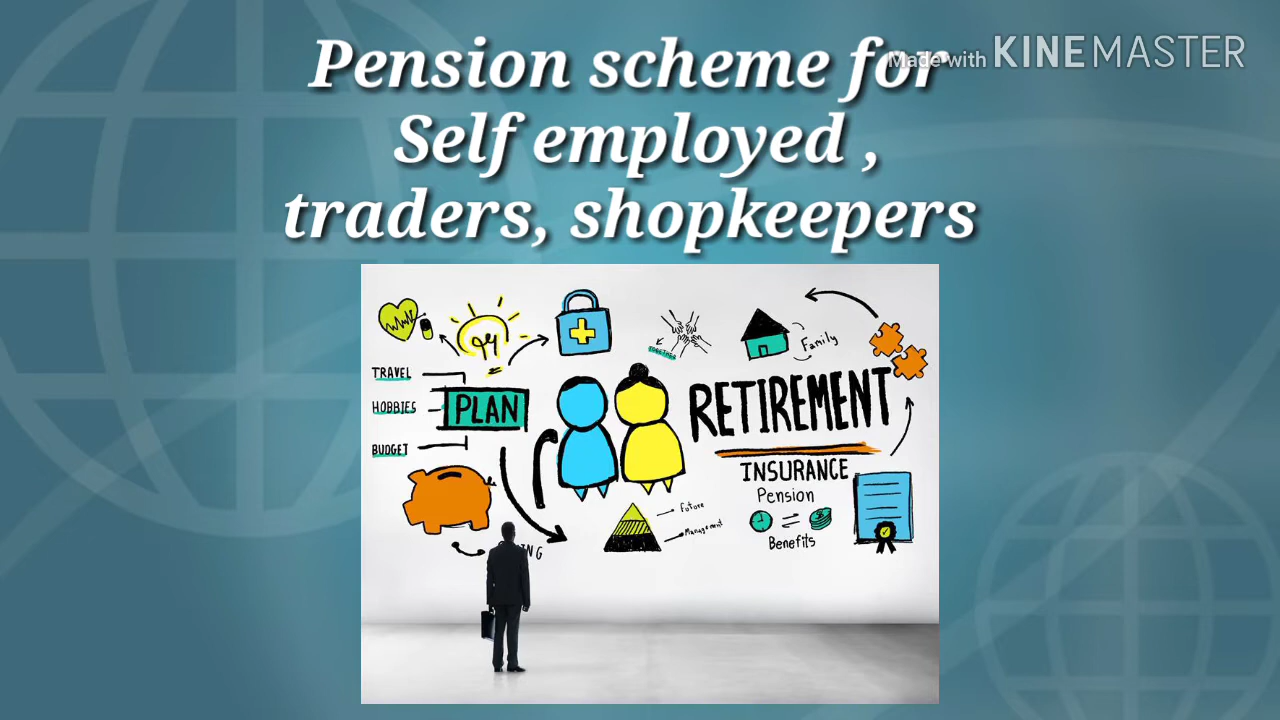 Pension scheme for
Made with KINEMASTER
Self employed ,
traders, shopkeepers
Family
TRAVEL
HOBBIES
PLAN
BUDGET
RETIREMENT
INSURANCE
Pension
Future
Management
Benefits
NG